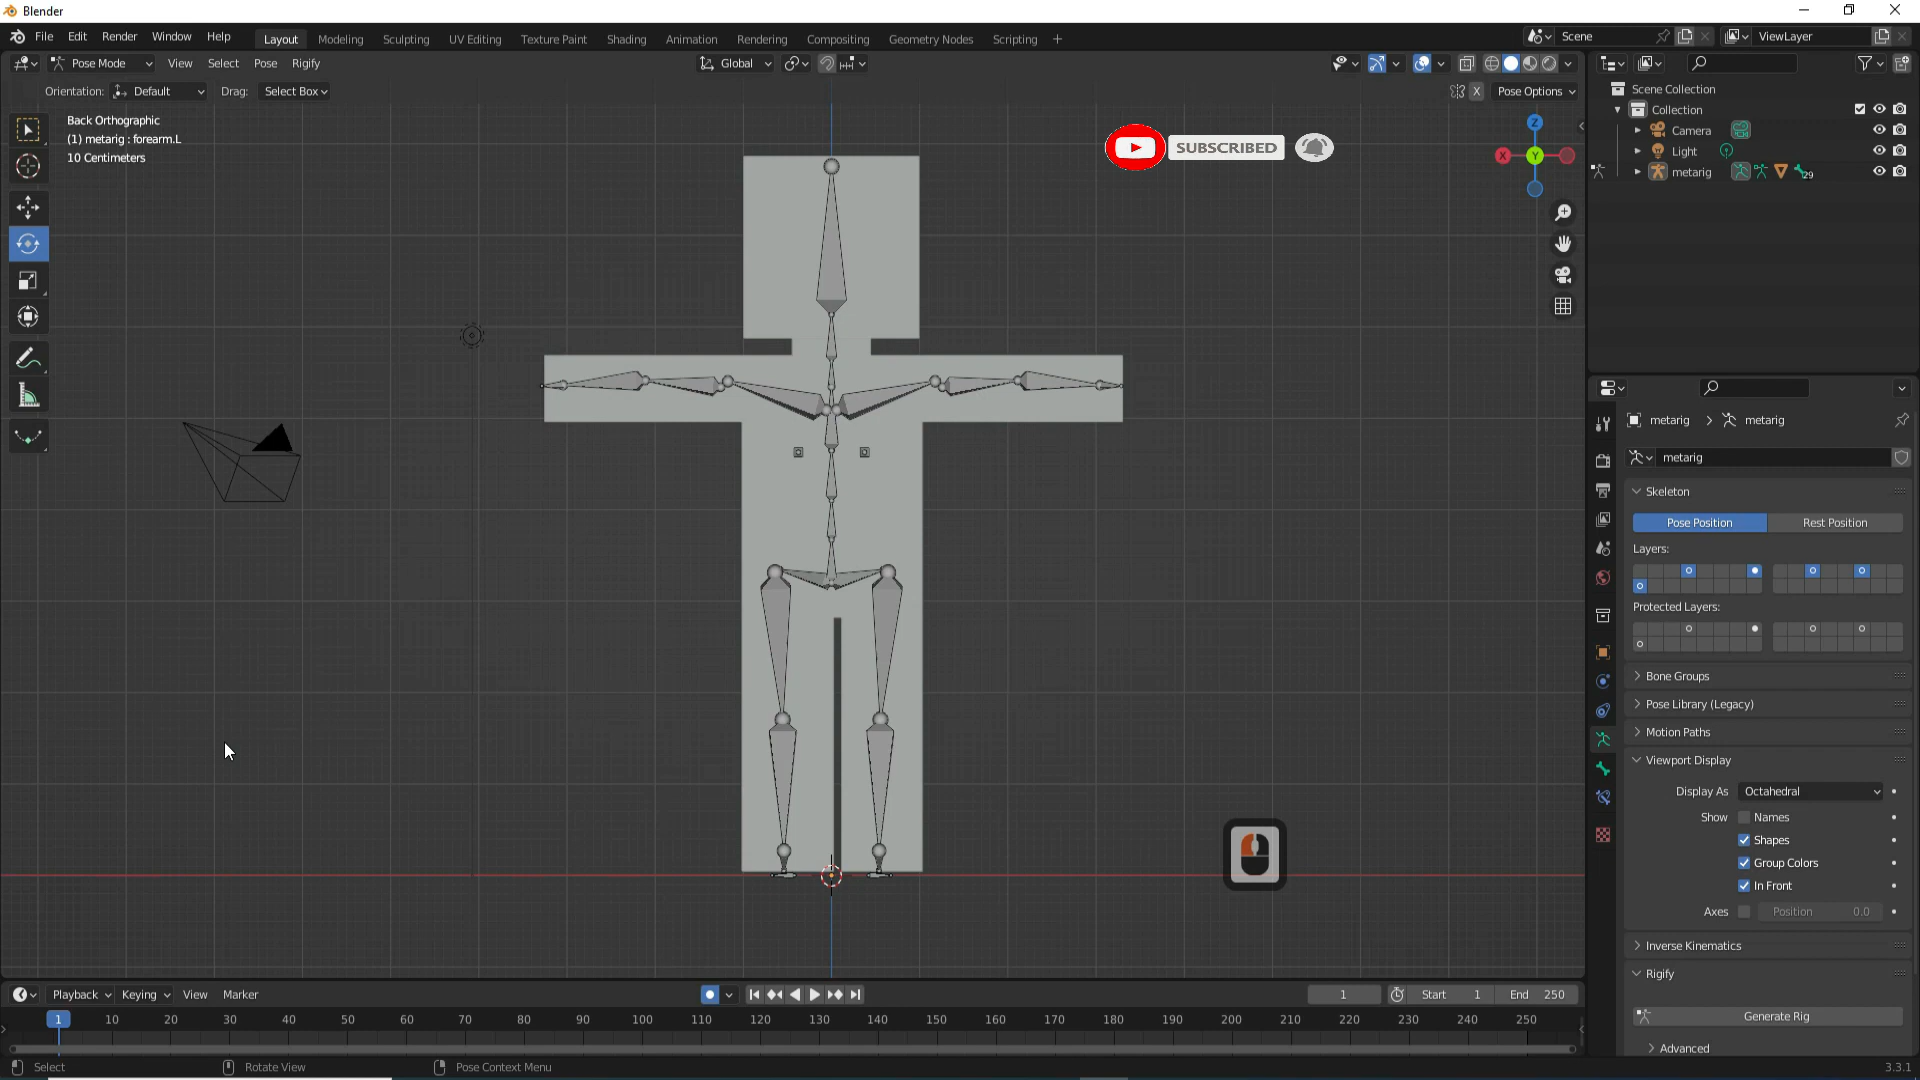 Blender
File Edit Render Window Help
Layout Modeling Sculpting UV Editing Texture Paint Shading Animation Rendering Compositing Geometry Nodes Scripting +
Scene
ViewLayer
Pose Mode View Select Pose Rigify
Global
Orientation: Default Drag: Select Box
X Pose Options
Back Orthographic
(1) metarig : forearm.L
10 Centimeters
SUBSCRIBED
Z
X
Y
Scene Collection
Collection
Camera
Light
metarig 29
metarig > metarig
metarig
Skeleton
Pose Position Rest Position
Layers:
Protected Layers:
Bone Groups
Pose Library (Legacy)
Motion Paths
Viewport Display
Display As Octahedral
Show Names
Shapes
Group Colors
In Front
Axes Position 0.0
Inverse Kinematics
Rigify
Generate Rig
Advanced
Playback Keying View Marker
1 Start 1 End 250
1 10 20 30 40 50 60 70 80 90 100 110 120 130 140 150 160 170 180 190 200 210 220 230 240 250
Select Rotate View Pose Context Menu
3.3.1